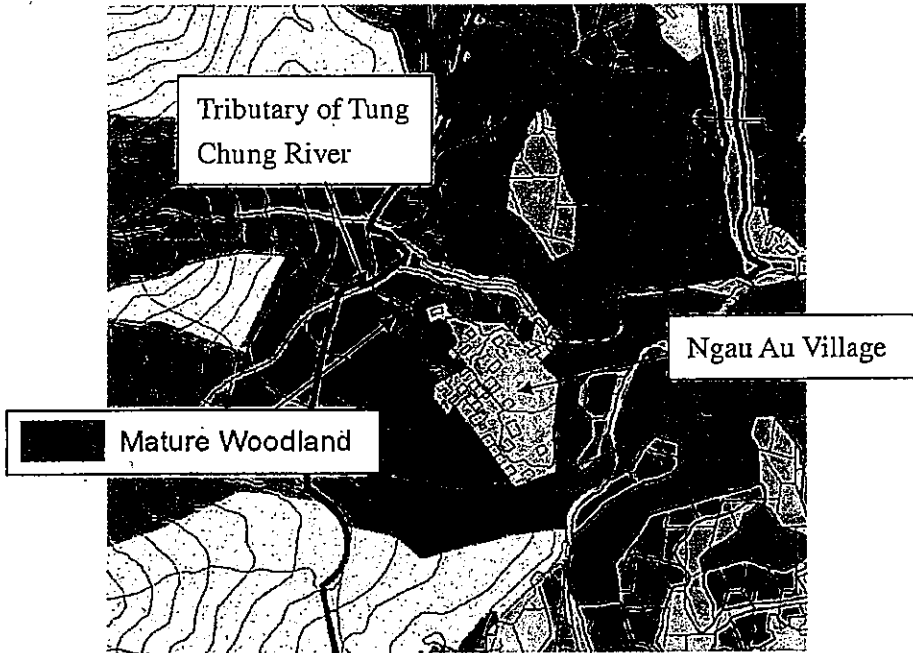 Tributary of Tung
Chung River
Ngau Au Village
Mature Woodland